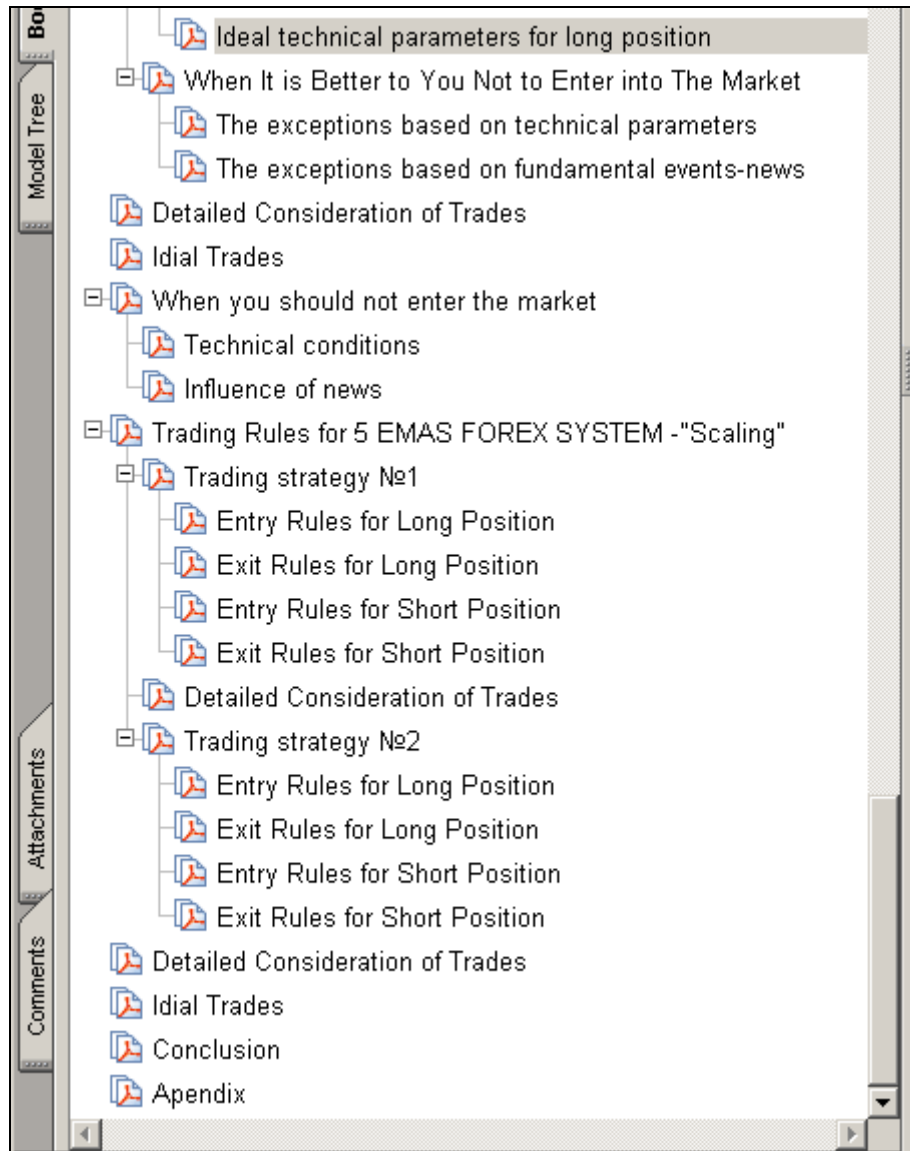 Boo
Model Tree
Attachments
Comments
Ideal technical parameters for long position
When It is Better to You Not to Enter into The Market
The exceptions based on technical parameters
The exceptions based on fundamental events-news
Detailed Consideration of Trades
Idial Trades
When you should not enter the market
Technical conditions
Influence of news
Trading Rules for 5 EMAS FOREX SYSTEM -"Scaling"
Trading strategy №1
Entry Rules for Long Position
Exit Rules for Long Position
Entry Rules for Short Position
Exit Rules for Short Position
Detailed Consideration of Trades
Trading strategy №2
Entry Rules for Long Position
Exit Rules for Long Position
Entry Rules for Short Position
Exit Rules for Short Position
Detailed Consideration of Trades
Idial Trades
Conclusion
Apendix